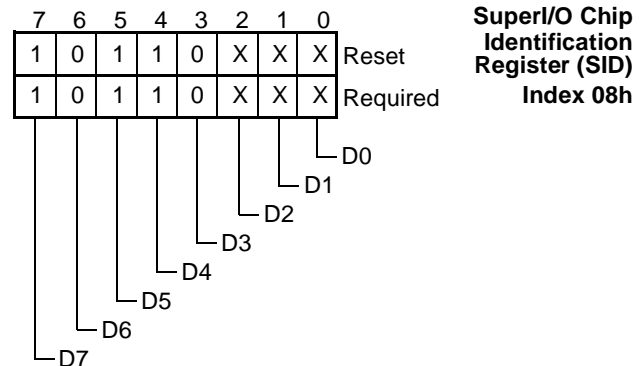 7 6 5 4 3 2 1 0
1 0 1 1 0 X X X Reset
1 0 1 1 0 X X X Required
SuperI/O Chip
Identification
Register (SID)
Index 08h
D0
D1
D2
D3
D4
D5
D6
D7